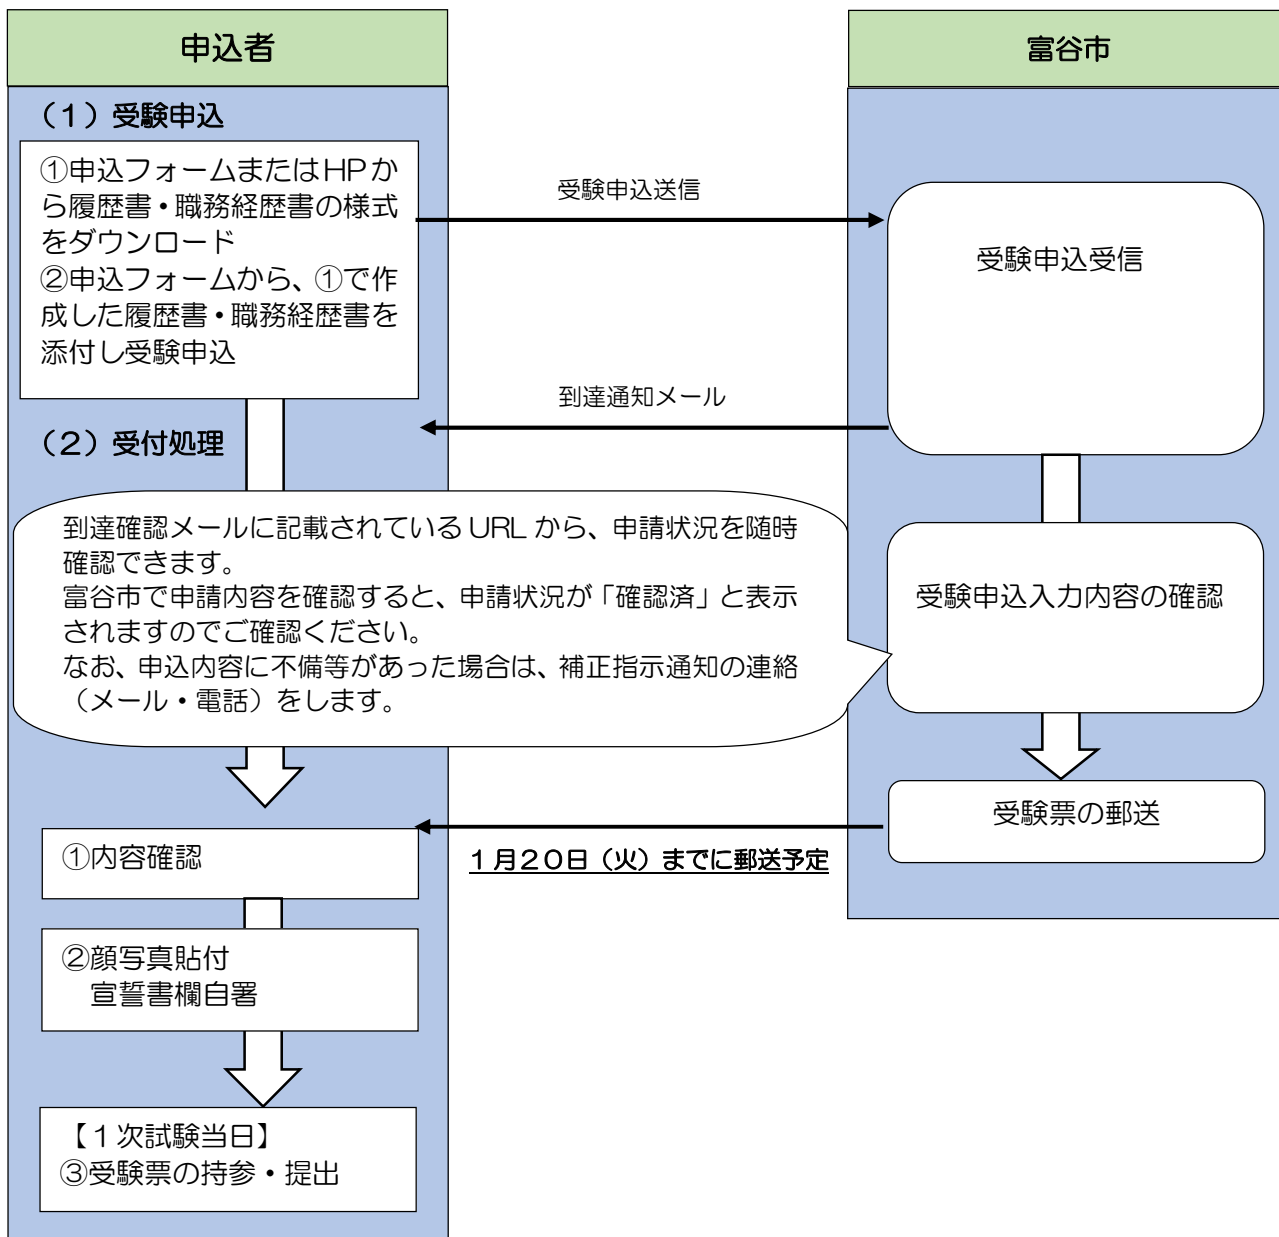 申込者
富谷市
（１）受験申込
①申込フォームまたはHPか
ら履歴書・職務経歴書の様式
をダウンロード
②申込フォームから、①で作
成した履歴書・職務経歴書を
添付し受験申込
受験申込送信
受験申込受信
到達通知メール
（２）受付処理
到達確認メールに記載されているURLから、申請状況を随時
確認できます。
富谷市で申請内容を確認すると、申請状況が「確認済」と表示
されますのでご確認ください。
なお、申込内容に不備等があった場合は、補正指示通知の連絡
（メール・電話）をします。
受験申込入力内容の確認
受験票の郵送
１月２０日（火）までに郵送予定
①内容確認
②顔写真貼付
宣誓書欄自署
【１次試験当日】
③受験票の持参・提出